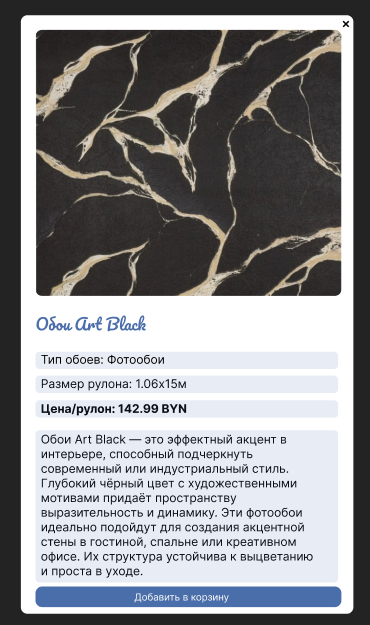 ×
Обои Art Black
Тип обоев: Фотообои
Размер рулона: 1.06х15м
Цена/рулон: 142.99 BYN
Обои Art Black — это эффектный акцент в
интерьере, способный подчеркнуть
современный или индустриальный стиль.
Глубокий чёрный цвет с художественными
мотивами придаёт пространству
выразительность и динамику. Эти фотообои
идеально подойдут для создания акцентной
стены в гостиной, спальне или креативном
офисе. Их структура устойчива к выцветанию
и проста в уходе.
Добавить в корзину